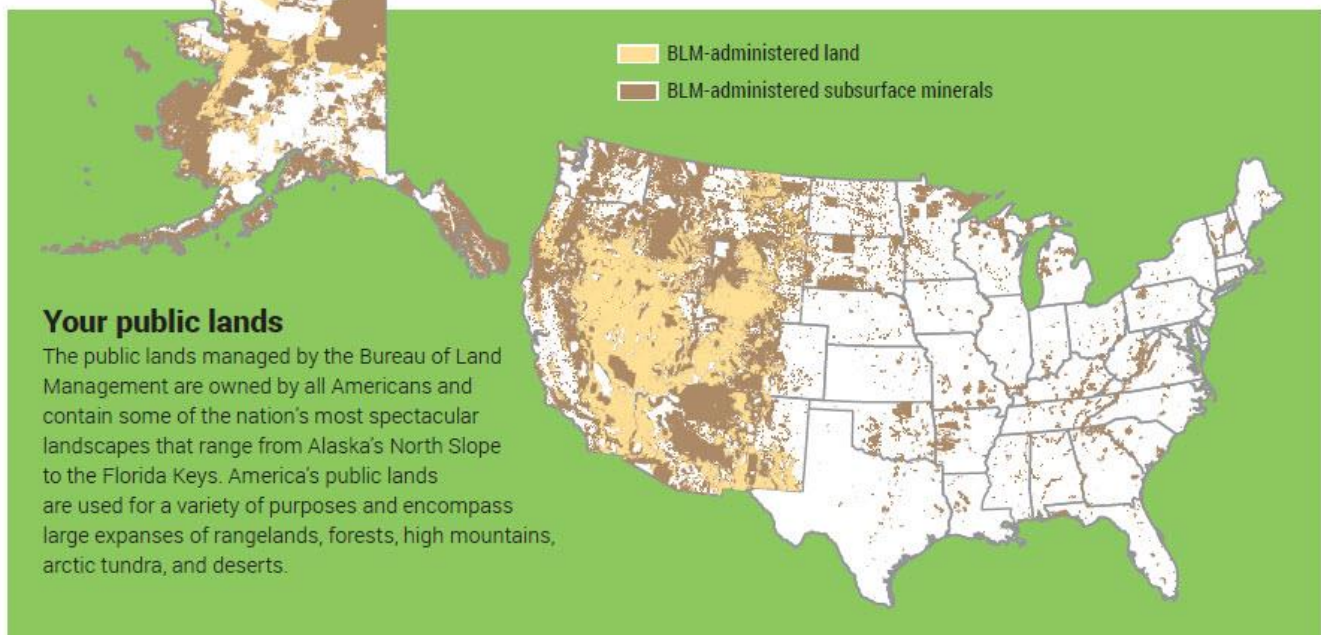 BLM-administered land
BLM-administered subsurface minerals
Your public lands
The public lands managed by the Bureau of Land
Management are owned by all Americans and
contain some of the nation's most spectacular
landscapes that range from Alaska's North Slope
to the Florida Keys. America's public lands
are used for a variety of purposes and encompass
large expanses of rangelands, forests, high mountains,
arctic tundra, and deserts.